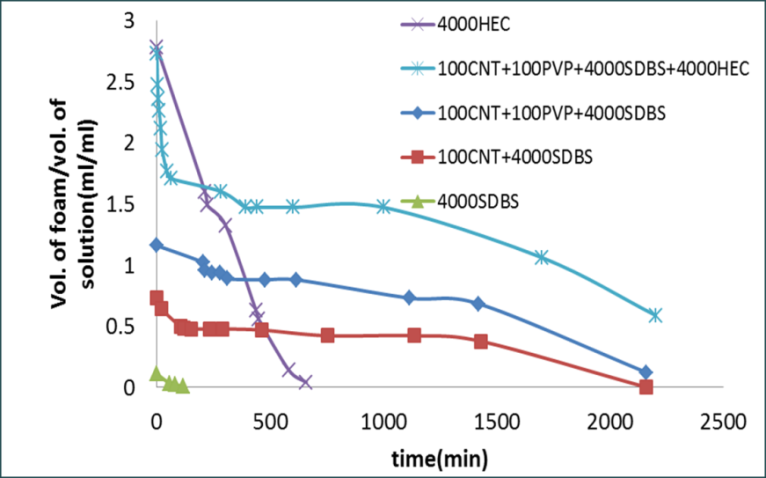 Vol. of foam/vol. of
solution(ml/ml)
3
2.5
2
1.5
1
0.5
0
0 500 1000 1500 2000 2500
time(min)
4000HEC
100CNT+100PVP+4000SDBS+4000HEC
100CNT+100PVP+4000SDBS
100CNT+4000SDBS
4000SDBS